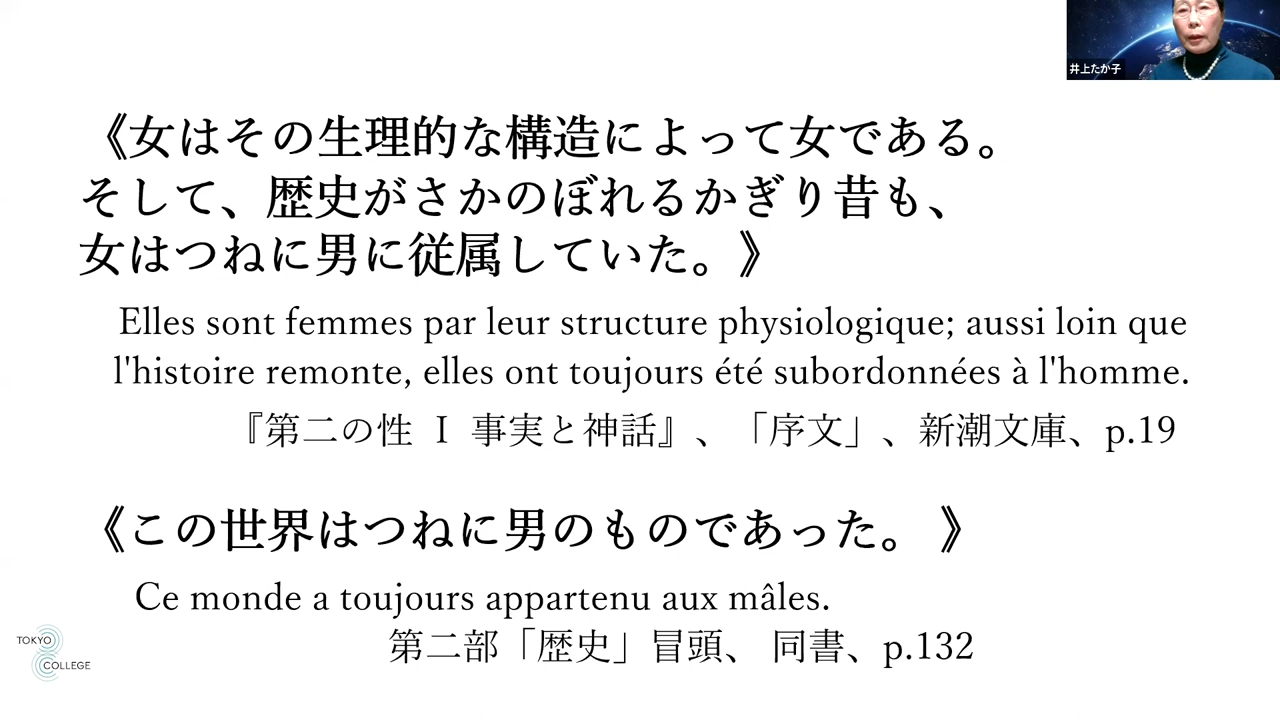 井上たか子
《女はその生理的な構造によって女である。
そして、歴史がさかのぼれるかぎり昔も、
女はつねに男に従属していた。》
Elles sont femmes par leur structure physiologique; aussi loin que
l'histoire remonte, elles ont toujours été subordonnées à l'homme.
『第二の性 Ⅰ 事実と神話』、「序文」、新潮文庫、p.19
《この世界はつねに男のものであった。 》
Ce monde a toujours appartenu aux mâles.
第二部「歴史」冒頭、 同書、p.132
TOKYO
COLLEGE